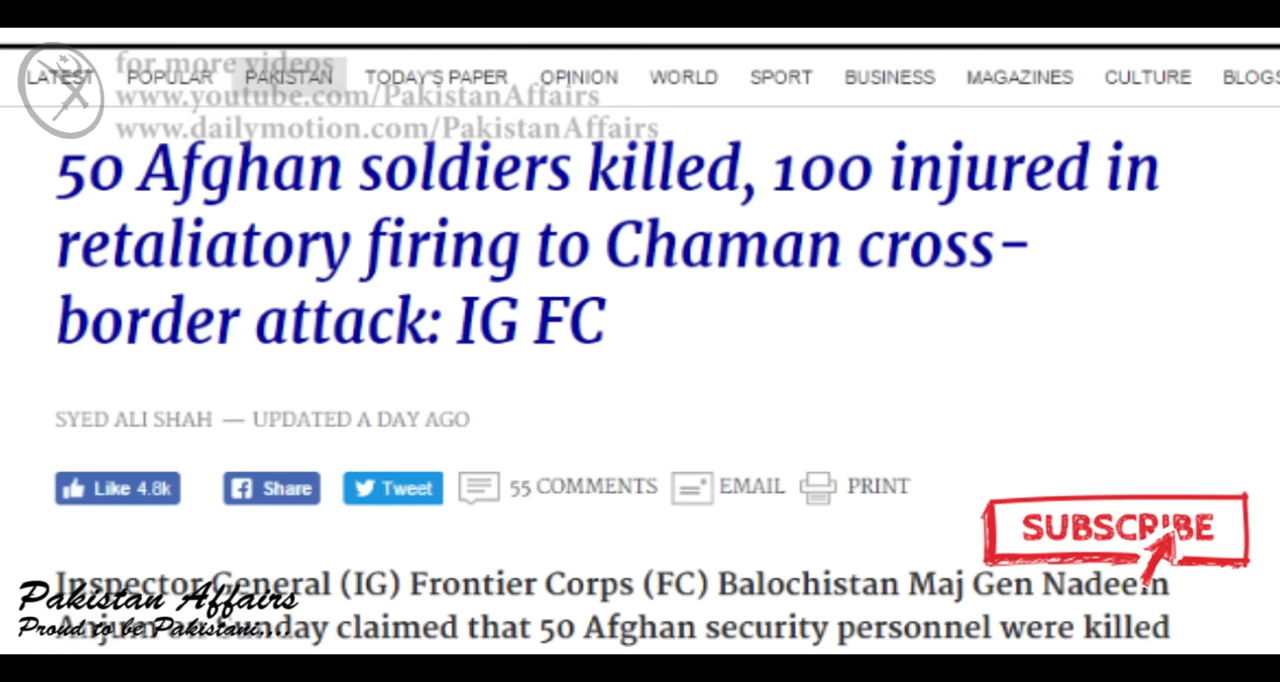 for more videos
LATEST POPULAR PAKISTAN TODAY'S PAPER OPINION WORLD SPORT BUSINESS MAGAZINES CULTURE BLOGS
www.youtube.com/PakistanAffairs
www.dailymotion.com/PakistanAffairs
50 Afghan soldiers killed, 100 injured in
retaliatory firing to Chaman cross-
border attack: IG FC
SYED ALI SHAH — UPDATED A DAY AGO
Like 4.8k Share Tweet 55 COMMENTS EMAIL PRINT
SUBSCRIBE
Inspector General (IG) Frontier Corps (FC) Balochistan Maj Gen Nadeem
Pakistan Affairs
claimed that 50 Afghan security personnel were killed
Proud to be Pakistani....